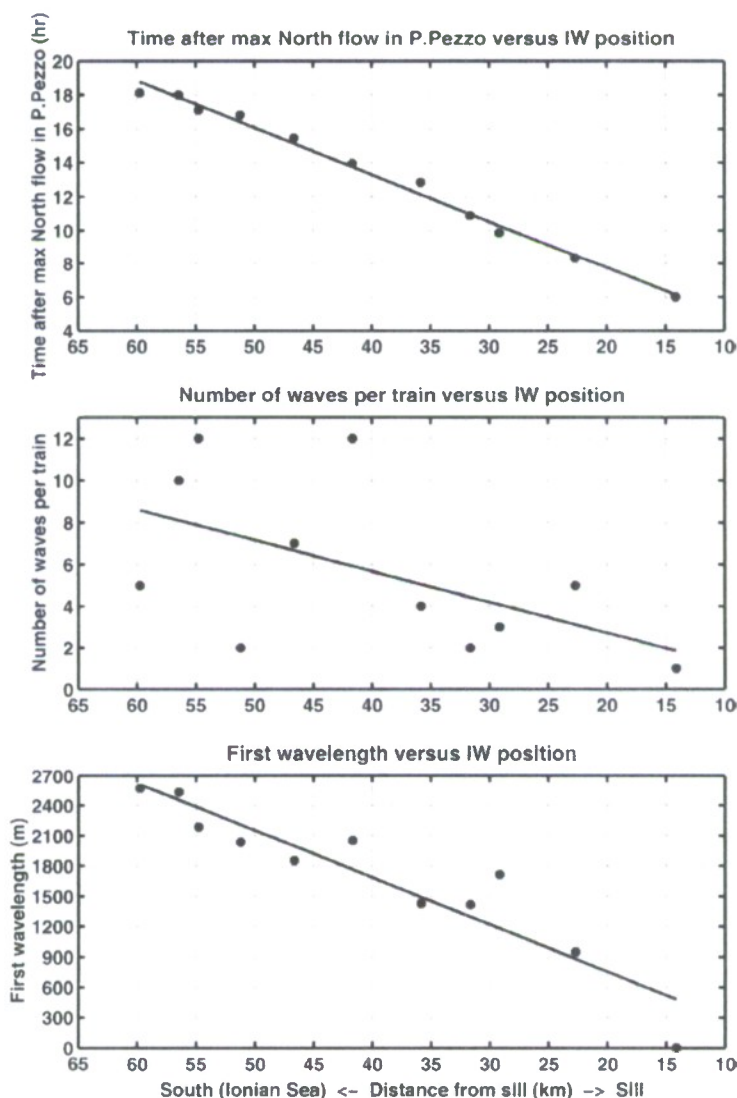 Time after max North flow in P.Pezzo versus IW position
Time after max North flow in P.Pezzo (hr)
20
18
16
14
12
10
8
6
4
65 60 55 50 45 40 35 30 25 20 15 10
Number of waves per train versus IW position
Number of waves per train
12
10
8
6
4
2
0
65 60 55 50 45 40 35 30 25 20 15 10
First wavelength versus IW position
First wavelength (m)
2700
2400
2100
1800
1500
1200
900
600
300
0
65 60 55 50 45 40 35 30 25 20 15 10
South (Ionian Sea) <- Distance from sill (km) -> Sill